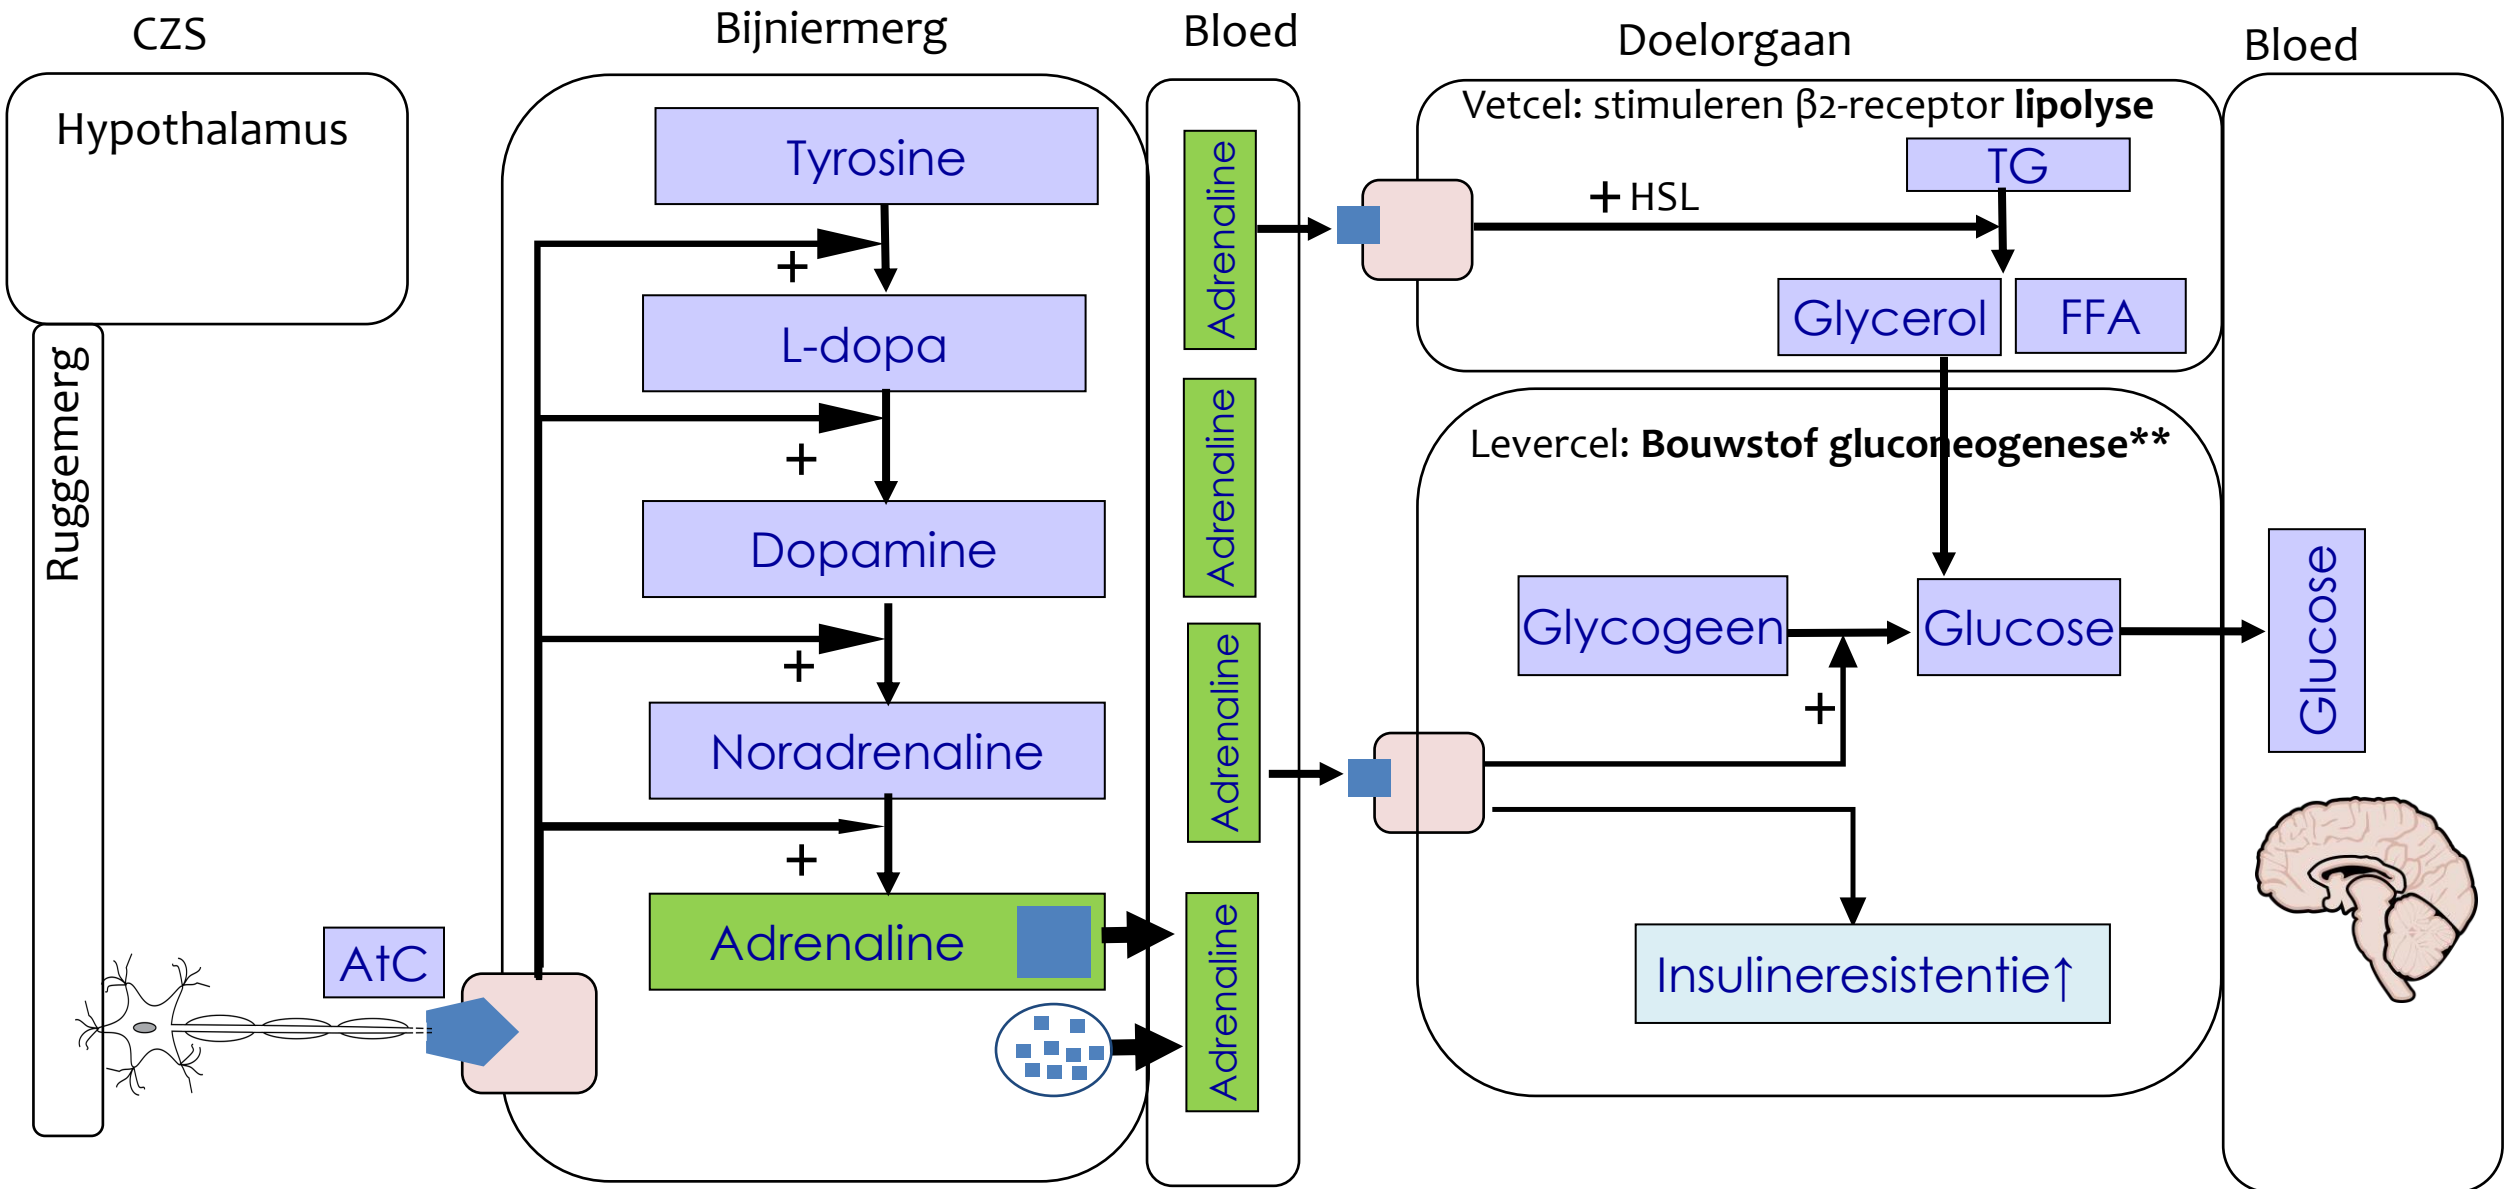 CZS
Hypothalamus
Ruggemerg
AtC
Bijniermerg
Tyrosine
+
L-dopa
+
Dopamine
+
Noradrenaline
+
Adrenaline
Bloed
Adrenaline
Adrenaline
Adrenaline
Adrenaline
Doelorgaan
Vetcel: stimuleren β2-receptor lipolyse
TG
+ HSL
Glycerol
FFA
Levercel: Bouwstof gluconeogenese**
Glycogeen
Glucose
+
Insulineresistentie↑
Bloed
Glucose